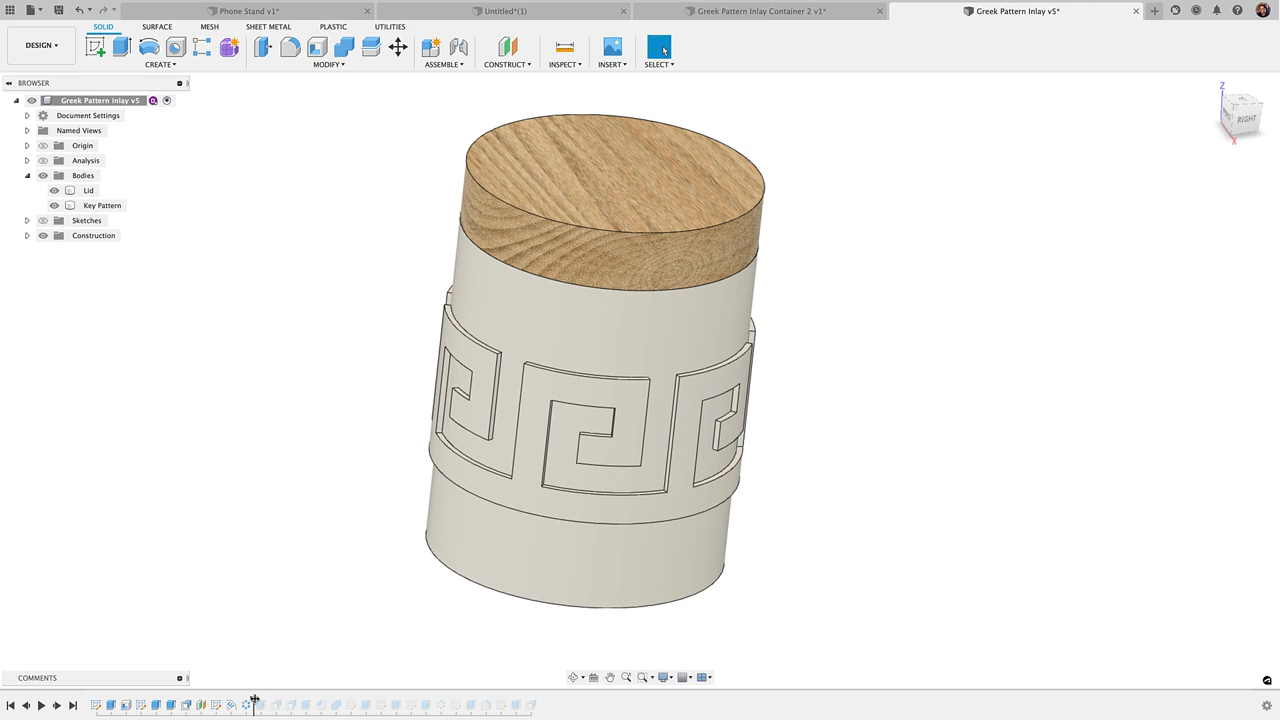 Phone Stand v1*
Untitled*(1)
Greek Pattern Inlay Container 2 v1*
Greek Pattern Inlay v5*
DESIGN
SOLID
SURFACE
MESH
SHEET METAL
PLASTIC
UTILITIES
CREATE
MODIFY
ASSEMBLE
CONSTRUCT
INSPECT
INSERT
SELECT
BROWSER
Greek Pattern Inlay v5
Document Settings
Named Views
Origin
Analysis
Bodies
Lid
Key Pattern
Sketches
Construction
Z
RIGHT
X
COMMENTS